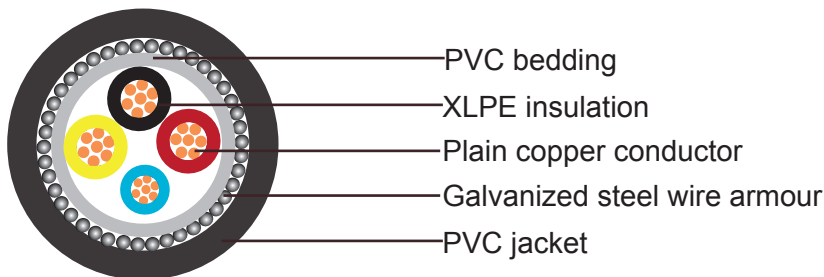 PVC bedding
XLPE insulation
Plain copper conductor
Galvanized steel wire armour
PVC jacket